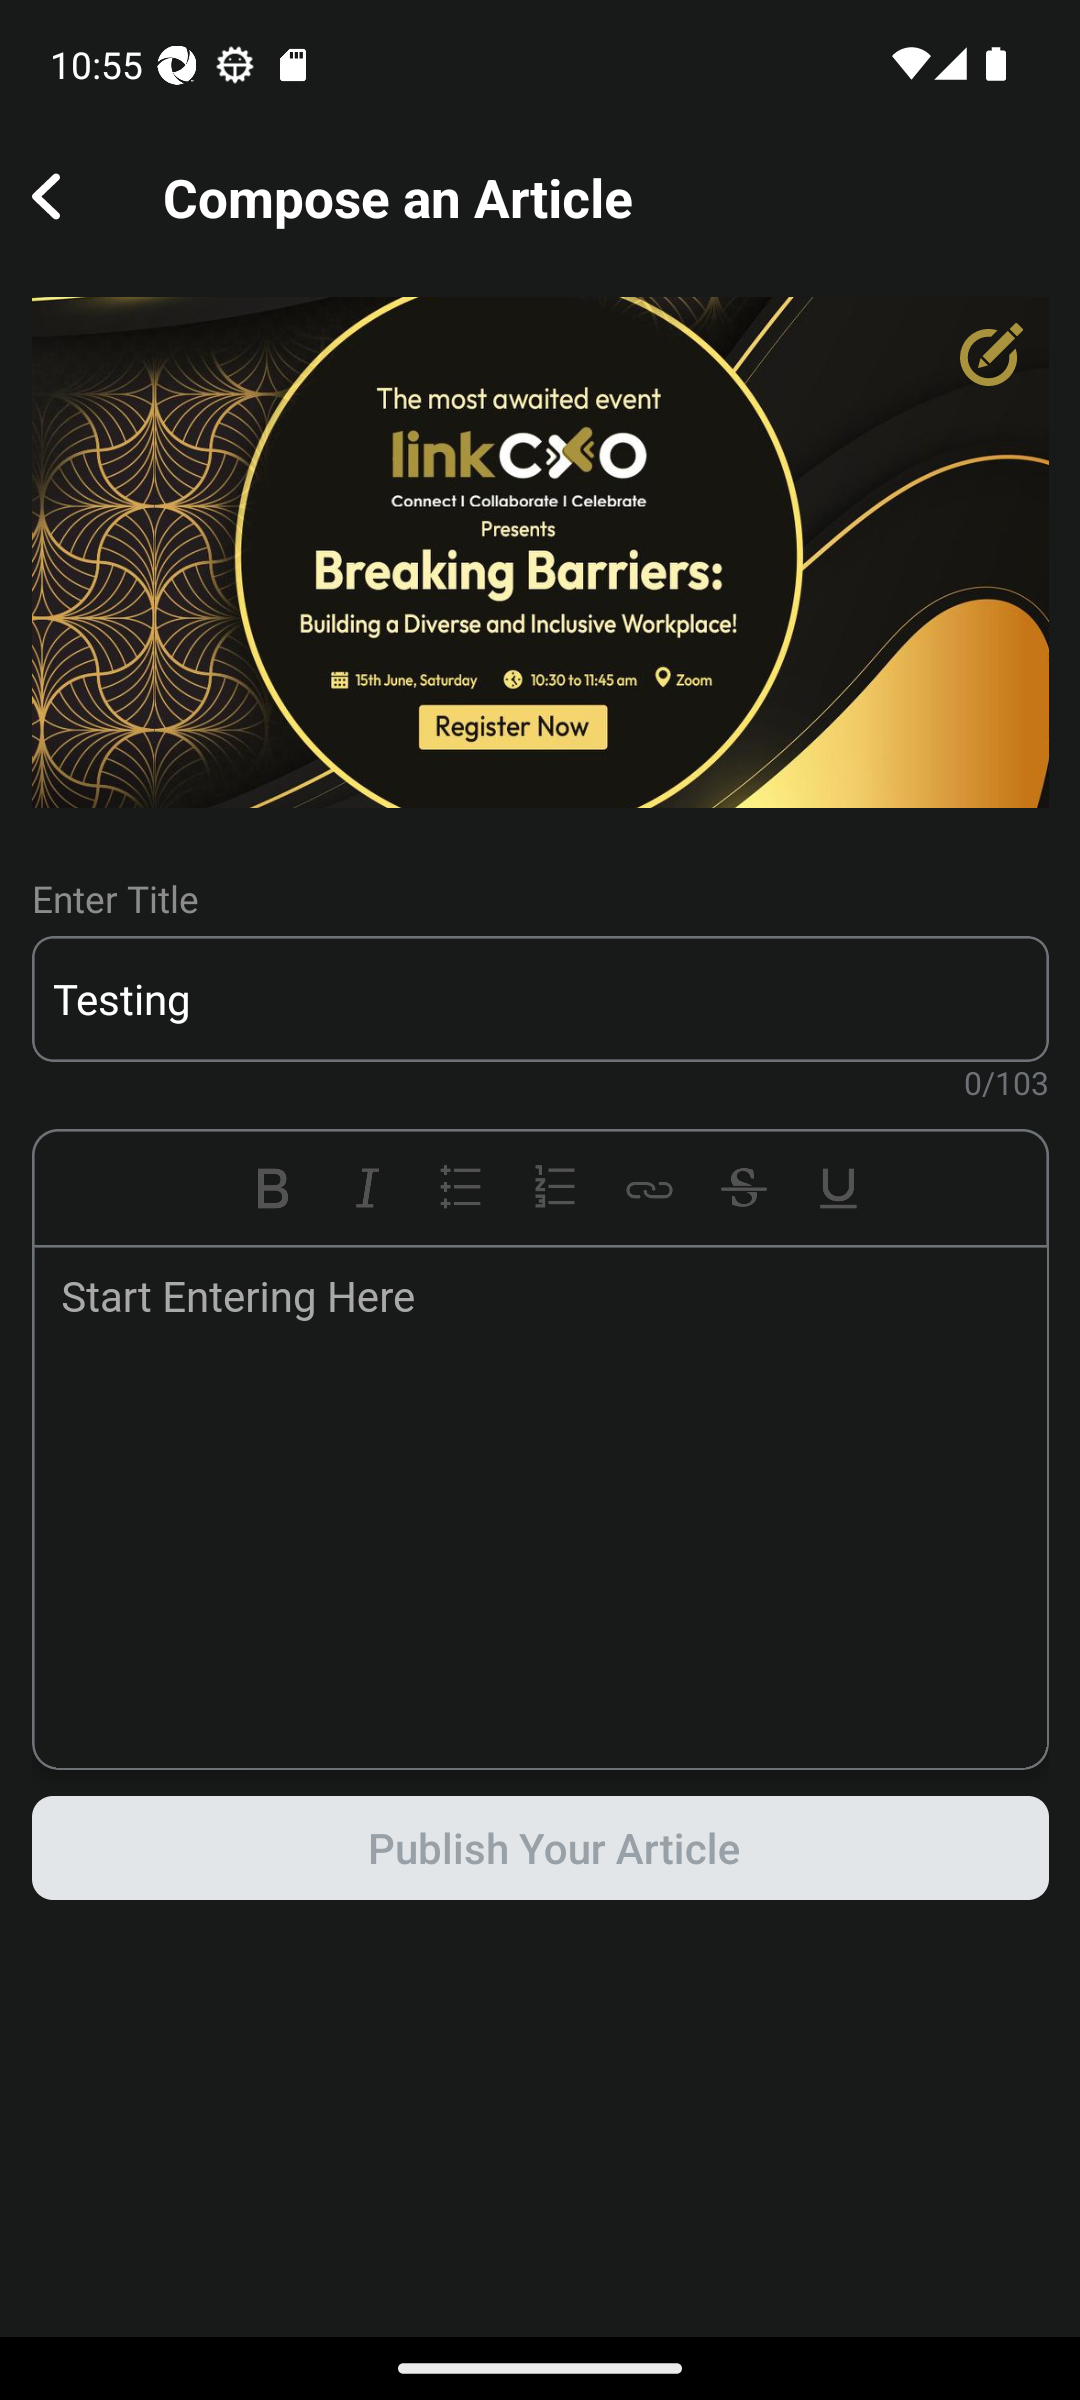 10:55
Compose an Article
The most awaited event
linkCXO
Connect I Collaborate I Celebrate
Presents
Breaking Barriers:
Building a Diverse and Inclusive Workplace!
15th June, Saturday 10:30 to 11:45 am Zoom
Register Now
Enter Title
Testing
0/103
B I S U
Start Entering Here
Publish Your Article